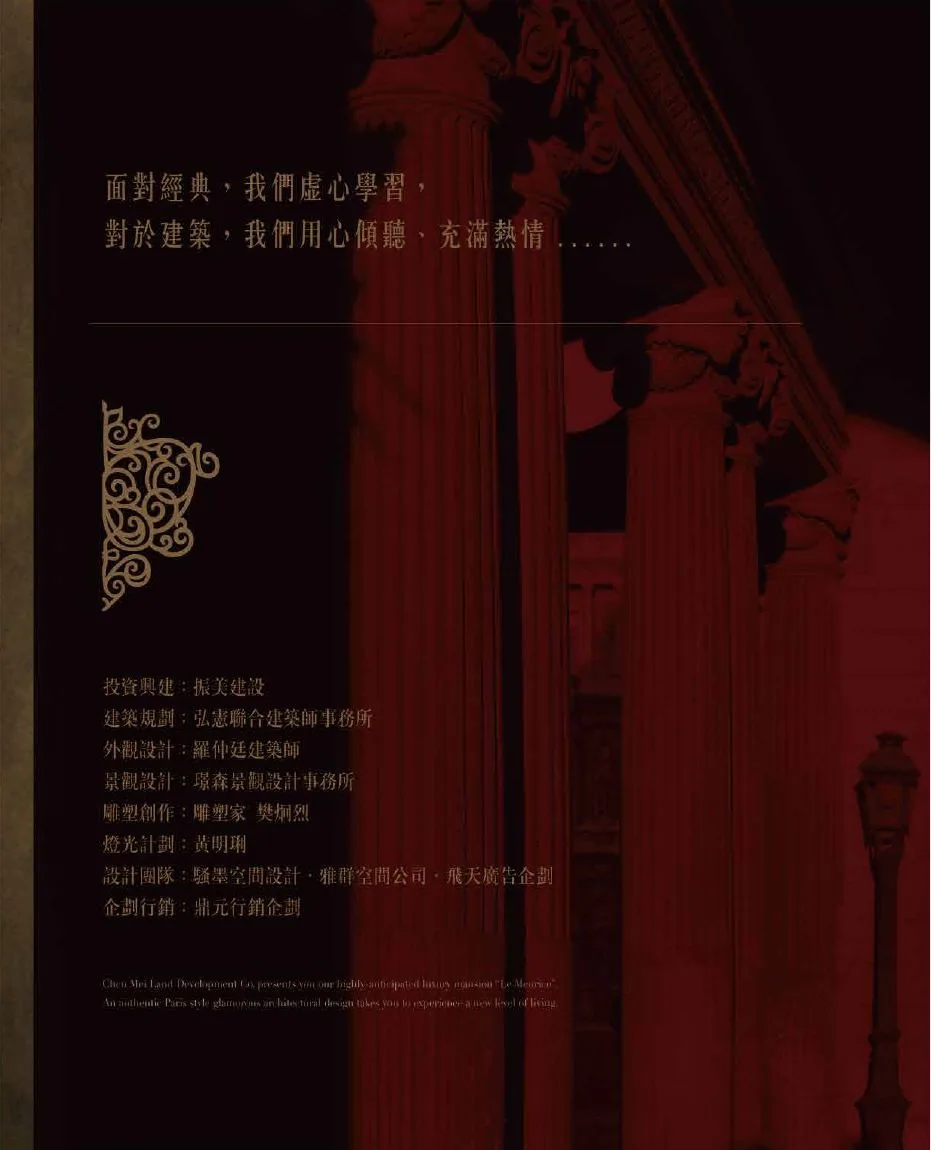 面對經典，我們虛心學習，
對於建築，我們用心傾聽、充滿熱情......
投資興建：振美建設
建築規劃：弘憲聯合建築師事務所
外觀設計：羅仲廷建築師
景觀設計：璟森景觀設計事務所
雕塑創作：雕塑家 樊炯烈
燈光計劃：黃明琍
設計團隊：騷墨空間設計．雅群空間公司．飛天廣告企劃
企劃行銷：鼎元行銷企劃
Chen Mei Land Development Co. presents you our highly-anticipated luxury mansion "Le Meurice".
An authentic Paris style glamorous architectural design takes you to experience a new level of living.